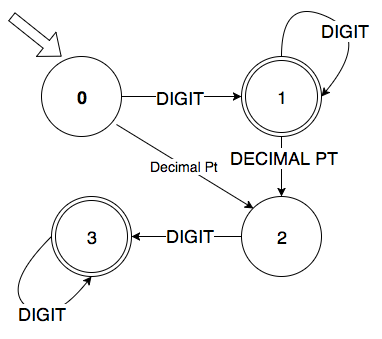 DIGIT
0
DIGIT
1
Decimal Pt
DECIMAL PT
3
DIGIT
2
DIGIT